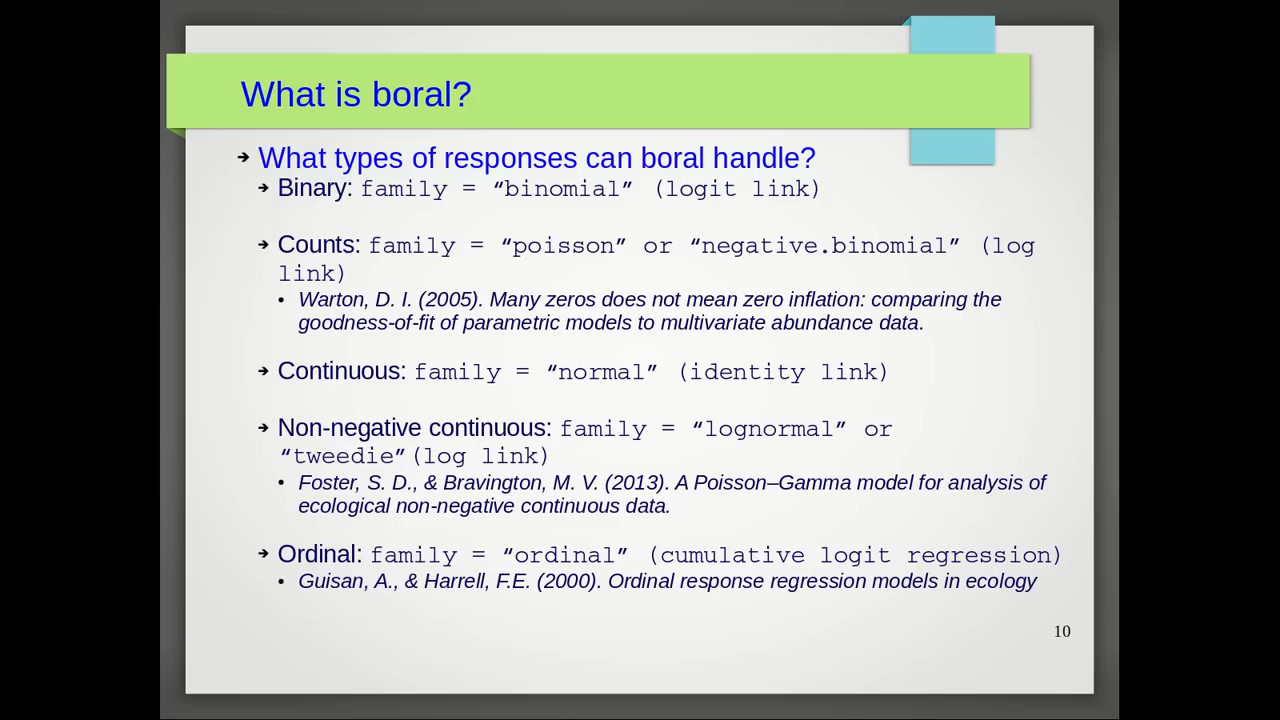 What is boral?
➔ What types of responses can boral handle?
➔ Binary: family = “binomial” (logit link)
➔ Counts: family = “poisson” or “negative.binomial” (log
link)
• Warton, D. I. (2005). Many zeros does not mean zero inflation: comparing the
goodness-of-fit of parametric models to multivariate abundance data.
➔ Continuous: family = “normal” (identity link)
➔ Non-negative continuous: family = “lognormal” or
“tweedie”(log link)
• Foster, S. D., & Bravington, M. V. (2013). A Poisson–Gamma model for analysis of
ecological non-negative continuous data.
➔ Ordinal: family = “ordinal” (cumulative logit regression)
• Guisan, A., & Harrell, F.E. (2000). Ordinal response regression models in ecology
10